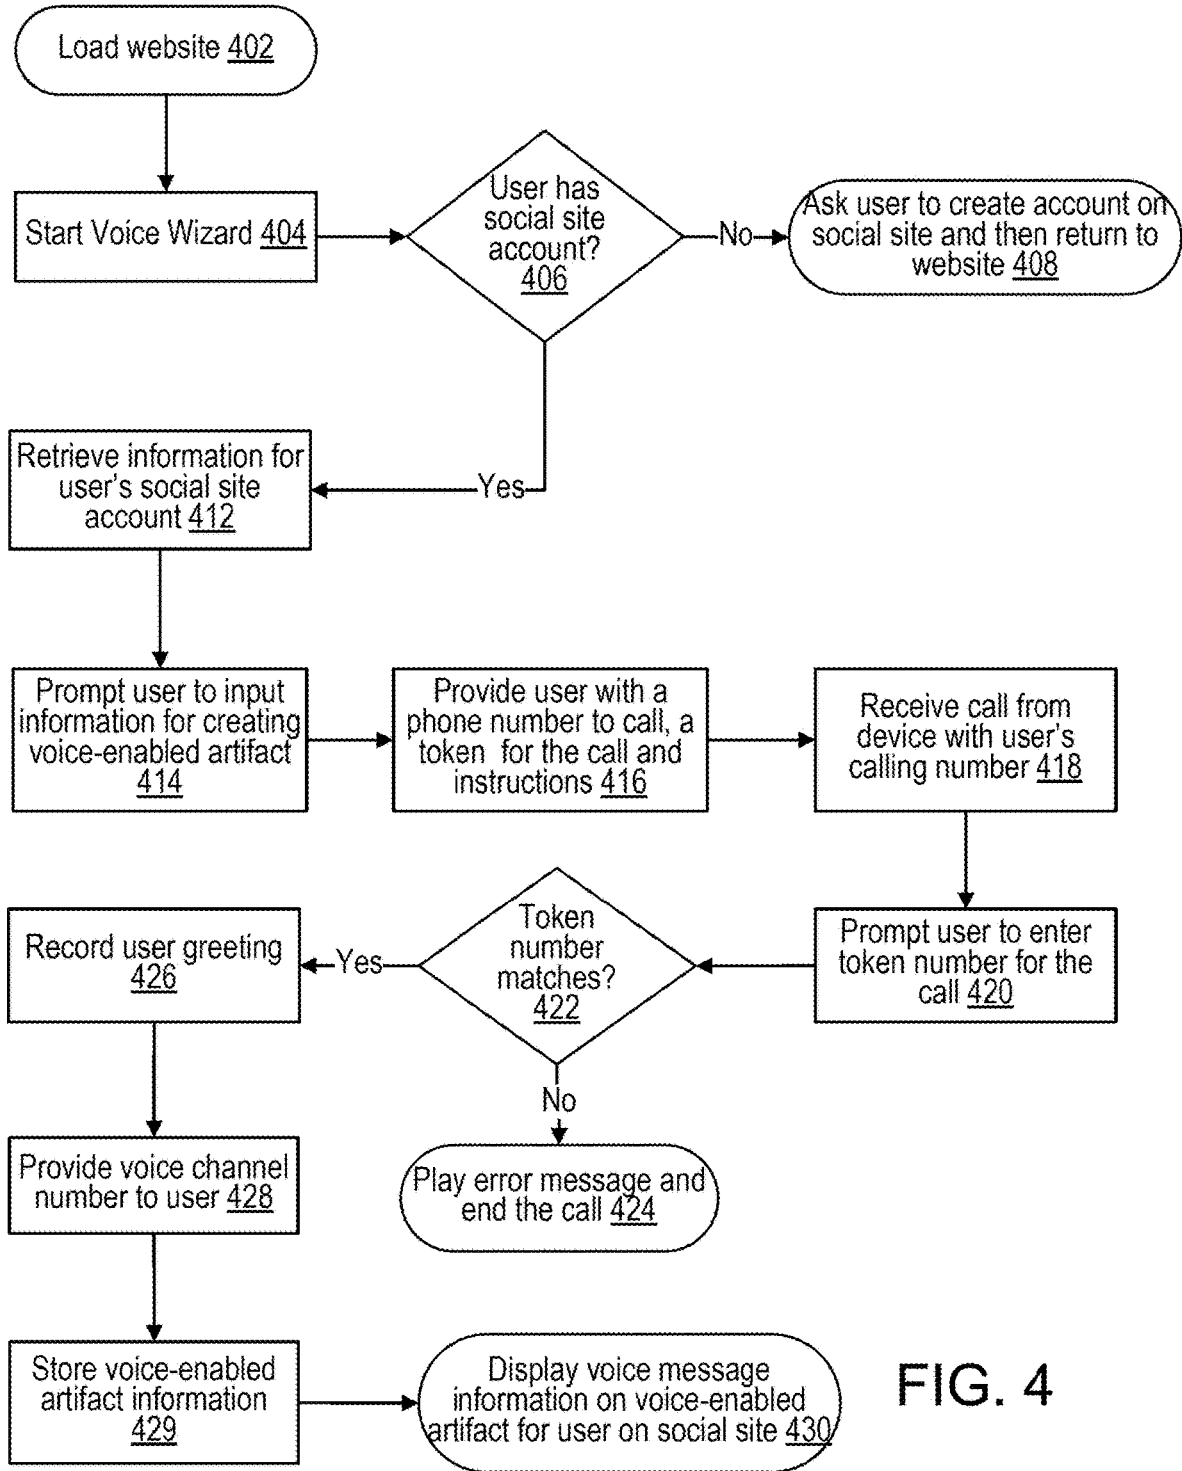 Load website 402
Start Voice Wizard 404
User has
social site
account?
406
No
Ask user to create account on
social site and then return to
website 408
Yes
Retrieve information for
user's social site
account 412
Prompt user to input
information for creating
voice-enabled artifact
414
Provide user with a
phone number to call, a
token for the call and
instructions 416
Receive call from
device with user's
calling number 418
Prompt user to enter
token number for the
call 420
Token
number
matches?
422
Yes
No
Record user greeting
426
Play error message and
end the call 424
Provide voice channel
number to user 428
Store voice-enabled
artifact information
429
Display voice message
information on voice-enabled
artifact for user on social site 430
FIG. 4